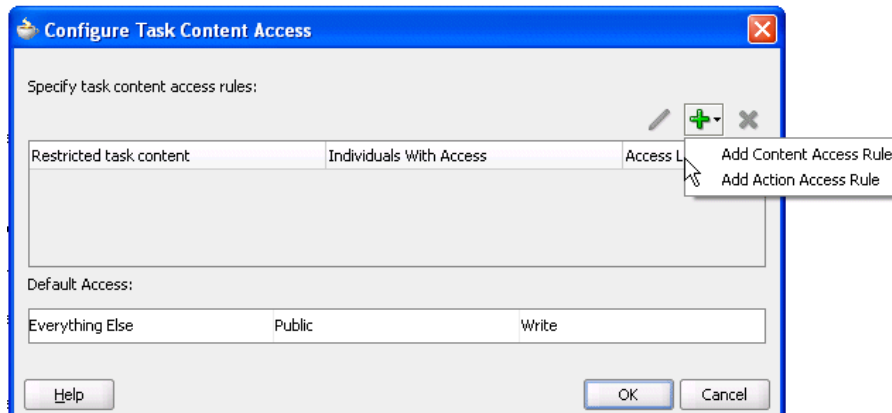 Configure Task Content Access
Specify task content access rules:
Restricted task content Individuals With Access Access L
Add Content Access Rule
Add Action Access Rule
Default Access:
Everything Else Public Write
Help OK Cancel